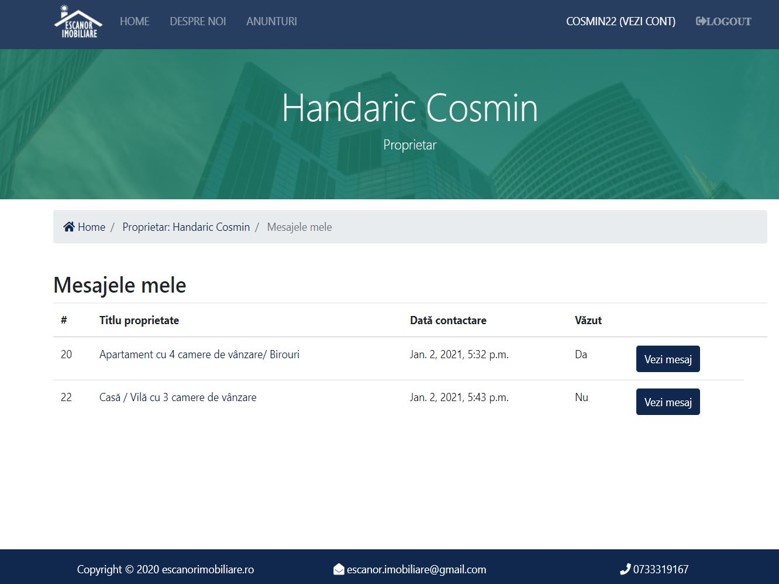 ESCANOR
IMOBILIARE
HOME DESPRE NOI ANUNTURI COSMIN22 (VEZI CONT) LOGOUT
Handaric Cosmin
Proprietar
Home / Proprietar: Handaric Cosmin / Mesajele mele
Mesajele mele
# Titlu proprietate Dată contactare Văzut
20 Apartament cu 4 camere de vânzare/ Birouri Jan. 2, 2021, 5:32 p.m. Da Vezi mesaj
22 Casă / Vilă cu 3 camere de vânzare Jan. 2, 2021, 5:43 p.m. Nu Vezi mesaj
Copyright © 2020 escanorimobiliare.ro escanor.imobiliare@gmail.com 0733319167